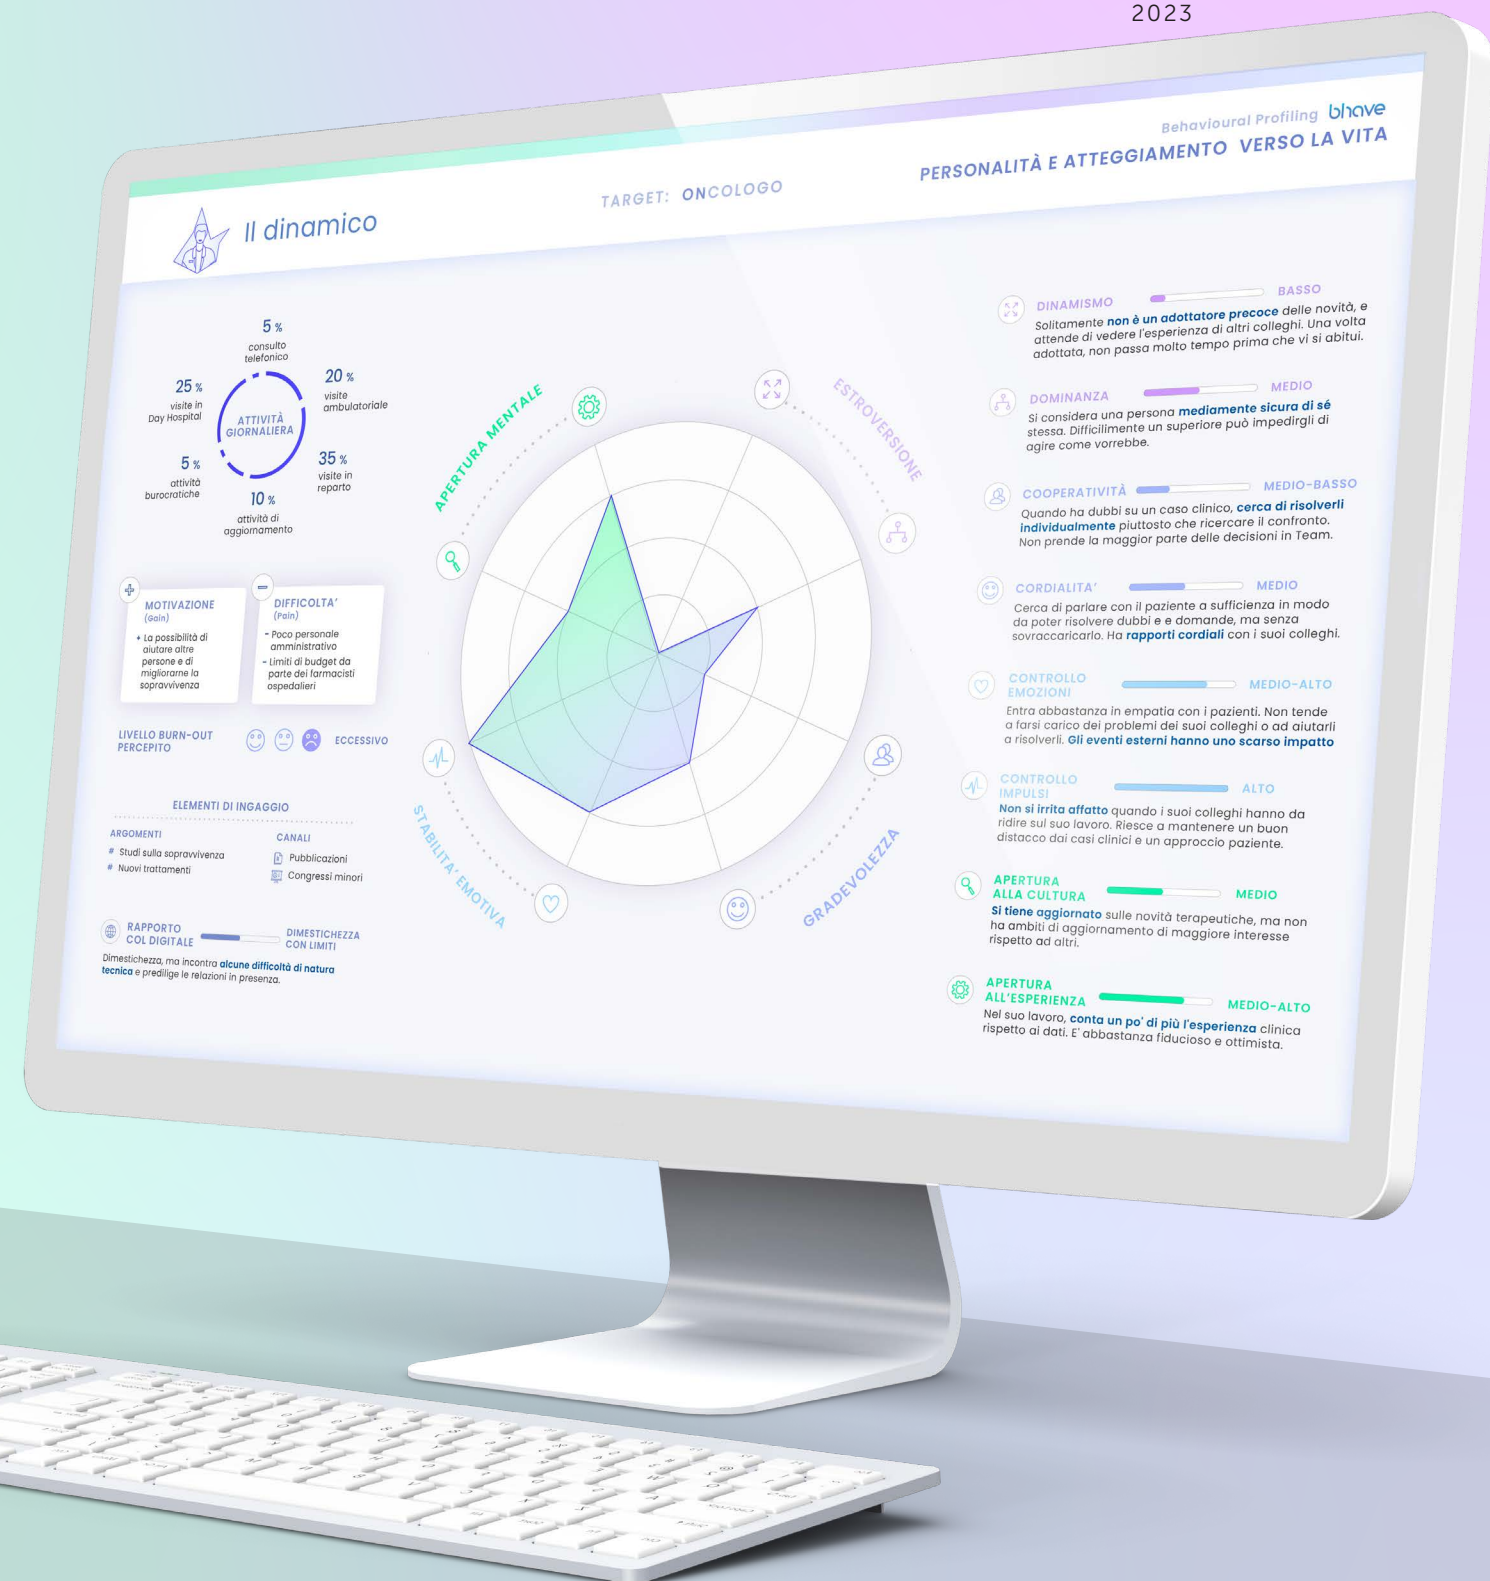 2023
Behavioural Profiling bhave
PERSONALITÀ E ATTEGGIAMENTO VERSO LA VITA
TARGET: ONCOLOGO
Il dinamico
5 %
consulto
telefonico
25 %
visite in
Day Hospital
20 %
visite
ambulatoriale
ATTIVITÀ
GIORNALIERA
5 %
attività
burocratiche
35 %
visite in
reparto
10 %
attività di
aggiornamento
MOTIVAZIONE
(Gain)
+ La possibilità di
aiutare altre
persone e di
migliorarne la
sopravvivenza
DIFFICOLTA'
(Pain)
- Poco personale
amministrativo
- Limiti di budget da
parte dei farmacisti
ospedalieri
LIVELLO BURN-OUT
PERCEPITO
ECCESSIVO
ELEMENTI DI INGAGGIO
ARGOMENTI
# Studi sulla sopravvivenza
# Nuovi trattamenti
CANALI
Pubblicazioni
Congressi minori
RAPPORTO
COL DIGITALE
DIMESTICHEZZA
CON LIMITI
Dimestichezza, ma incontra alcune difficoltà di natura
tecnica e predilige le relazioni in presenza.
APERTURA MENTALE
ESTROVERSIONE
STABILITA' EMOTIVA
GRADEVOLEZZA
DINAMISMO BASSO
Solitamente non è un adottatore precoce delle novità, e
attende di vedere l'esperienza di altri colleghi. Una volta
adottata, non passa molto tempo prima che vi si abitui.
DOMINANZA MEDIO
Si considera una persona mediamente sicura di sé
stessa. Difficilmente un superiore può impedirgli di
agire come vorrebbe.
COOPERATIVITÀ MEDIO-BASSO
Quando ha dubbi su un caso clinico, cerca di risolverli
individualmente piuttosto che ricercare il confronto.
Non prende la maggior parte delle decisioni in Team.
CORDIALITA' MEDIO
Cerca di parlare con il paziente a sufficienza in modo
da poter risolvere dubbi e e domande, ma senza
sovraccaricarlo. Ha rapporti cordiali con i suoi colleghi.
CONTROLLO
EMOZIONI MEDIO-ALTO
Entra abbastanza in empatia con i pazienti. Non tende
a farsi carico dei problemi dei suoi colleghi o ad aiutarli
a risolverli. Gli eventi esterni hanno uno scarso impatto
CONTROLLO
IMPULSI ALTO
Non si irrita affatto quando i suoi colleghi hanno da
ridire sul suo lavoro. Riesce a mantenere un buon
distacco dai casi clinici e un approccio paziente.
APERTURA
ALLA CULTURA MEDIO
Si tiene aggiornato sulle novità terapeutiche, ma non
ha ambiti di aggiornamento di maggiore interesse
rispetto ad altri.
APERTURA
ALL'ESPERIENZA MEDIO-ALTO
Nel suo lavoro, conta un po' di più l'esperienza clinica
rispetto ai dati. E' abbastanza fiducioso e ottimista.